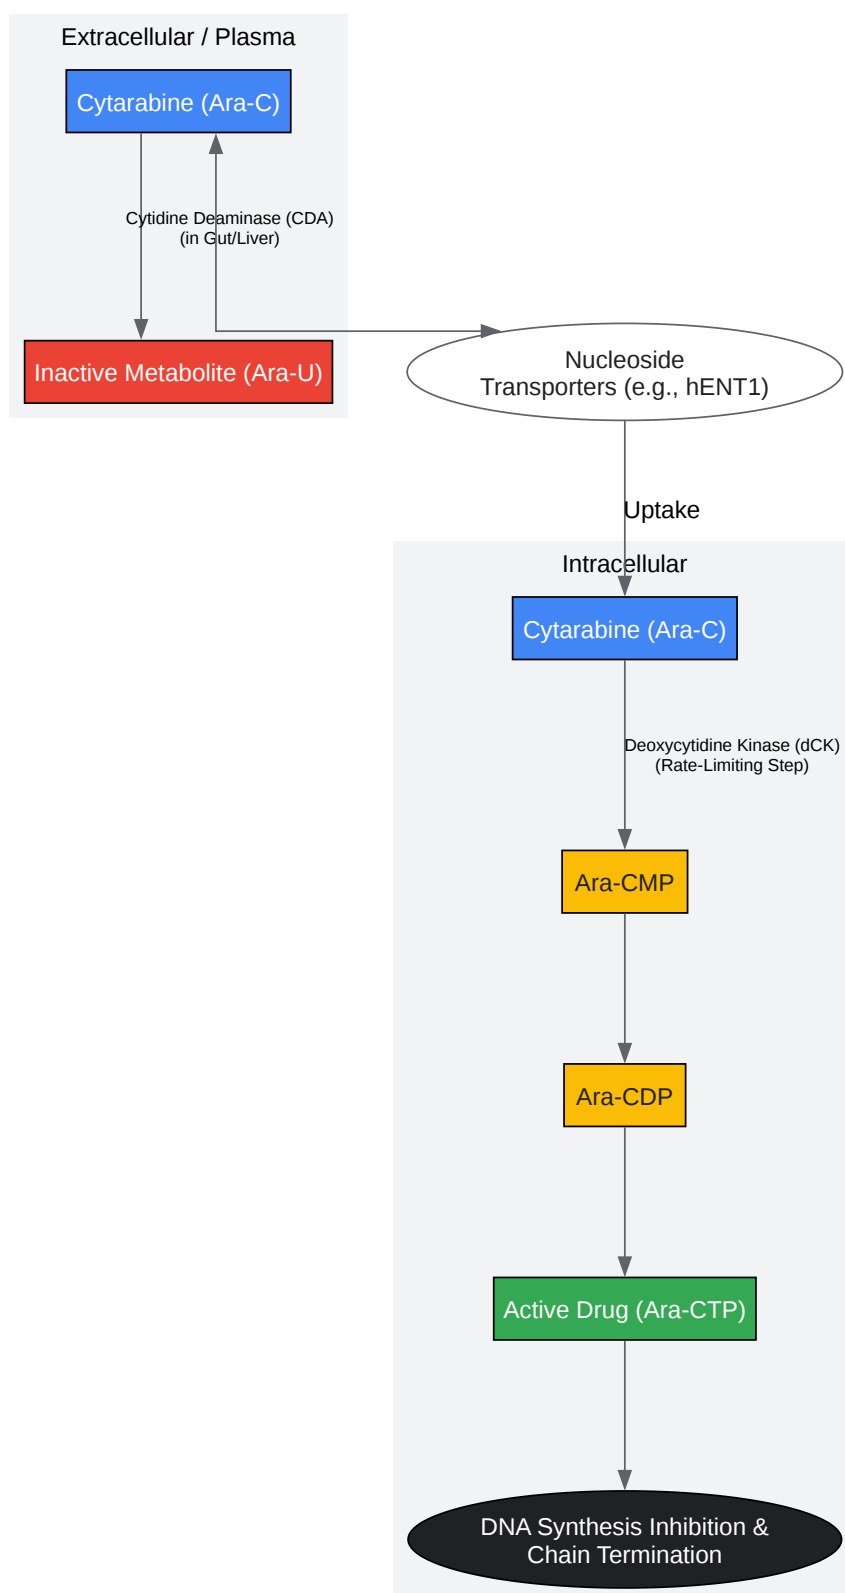 Extracellular / Plasma
Cytarabine (Ara-C)
Cytidine Deaminase (CDA)
(in Gut/Liver)
Inactive Metabolite (Ara-U)
Nucleoside
Transporters (e.g., hENT1)
Uptake
Intracellular
Cytarabine (Ara-C)
Deoxycytidine Kinase (dCK)
(Rate-Limiting Step)
Ara-CMP
Ara-CDP
Active Drug (Ara-CTP)
DNA Synthesis Inhibition &
Chain Termination